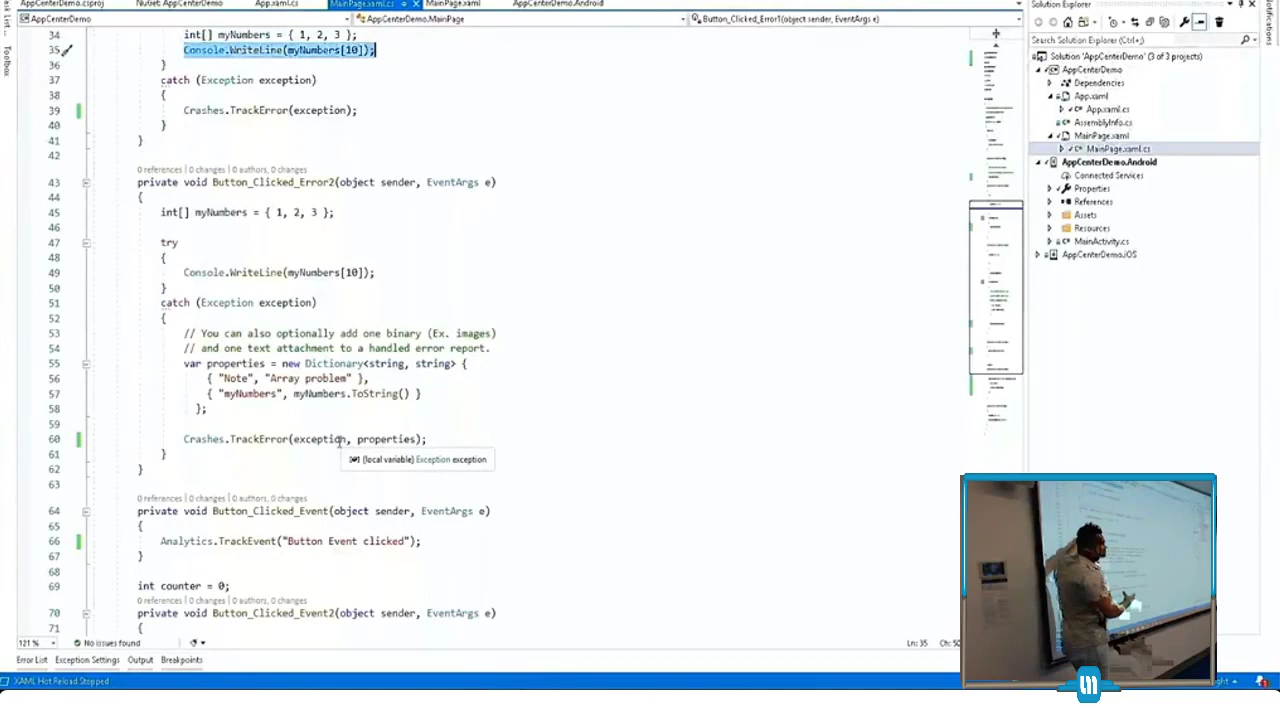 AppCenterDemo.csproj
NuGet: AppCenterDemo
App.xaml.cs
MainPage.xaml.cs
MainPage.xaml
AppCenterDemo.Android
AppCenterDemo
AppCenterDemo.MainPage
Button_Clicked_Error1(object sender, EventArgs e)
Toolbox
34 int[] myNumbers = { 1, 2, 3 };
35 Console.WriteLine(myNumbers[10]);
36 }
37 catch (Exception exception)
38 {
39 Crashes.TrackError(exception);
40 }
41 }
42
0 references | 0 changes | 0 authors, 0 changes
43 private void Button_Clicked_Error2(object sender, EventArgs e)
44 {
45 int[] myNumbers = { 1, 2, 3 };
46
47 try
48 {
49 Console.WriteLine(myNumbers[10]);
50 }
51 catch (Exception exception)
52 {
53 // You can also optionally add one binary (Ex. images)
54 // and one text attachment to a handled error report.
55 var properties = new Dictionary<string, string> {
56 { "Note", "Array problem" },
57 { "myNumbers", myNumbers.ToString() }
58 };
59
60 Crashes.TrackError(exception, properties);
(local variable) Exception exception
61 }
62 }
63
0 references | 0 changes | 0 authors, 0 changes
64 private void Button_Clicked_Event(object sender, EventArgs e)
65 {
66 Analytics.TrackEvent("Button Event clicked");
67 }
68
69 int counter = 0;
0 references | 0 changes | 0 authors, 0 changes
70 private void Button_Clicked_Event2(object sender, EventArgs e)
71 {
121 %
No issues found
Ln: 35
Error List Exception Settings Output Breakpoints
XAML Hot Reload Stopped
Solution Explorer
Search Solution Explorer (Ctrl+;)
Solution 'AppCenterDemo' (3 of 3 projects)
AppCenterDemo
Dependencies
App.xaml
App.xaml.cs
AssemblyInfo.cs
MainPage.xaml
MainPage.xaml.cs
AppCenterDemo.Android
Connected Services
Properties
References
Assets
Resources
MainActivity.cs
AppCenterDemo.iOS
Notifications